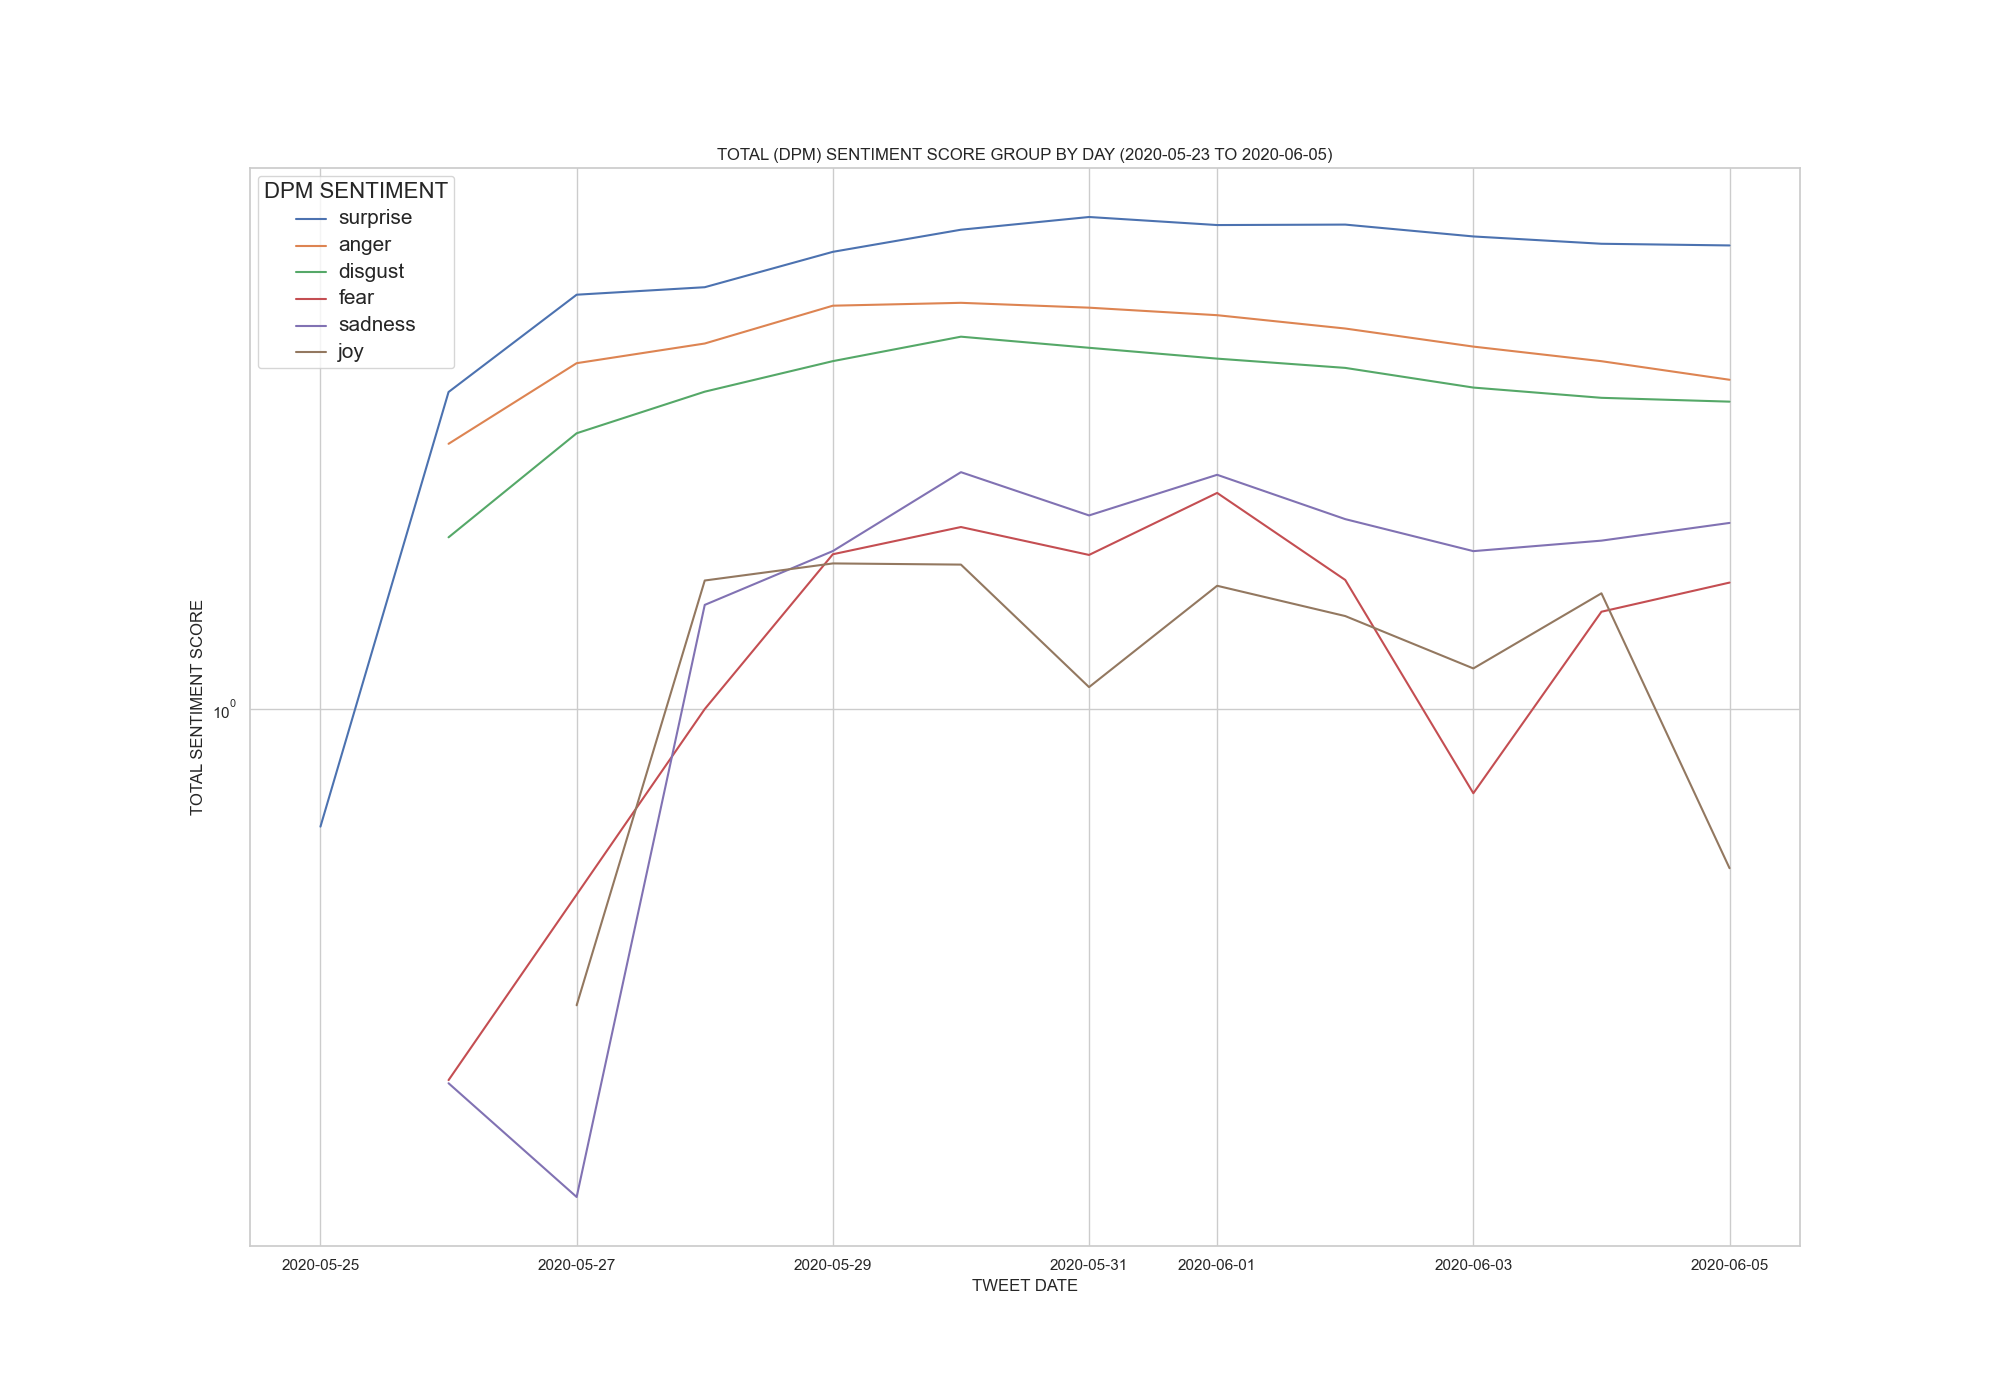 TOTAL (DPM) SENTIMENT SCORE GROUP BY DAY (2020-05-23 TO 2020-06-05)
DPM SENTIMENT
surprise
anger
disgust
fear
sadness
joy
TOTAL SENTIMENT SCORE
10⁰
2020-05-25 2020-05-27 2020-05-29 2020-05-31 2020-06-01 2020-06-03 2020-06-05
TWEET DATE